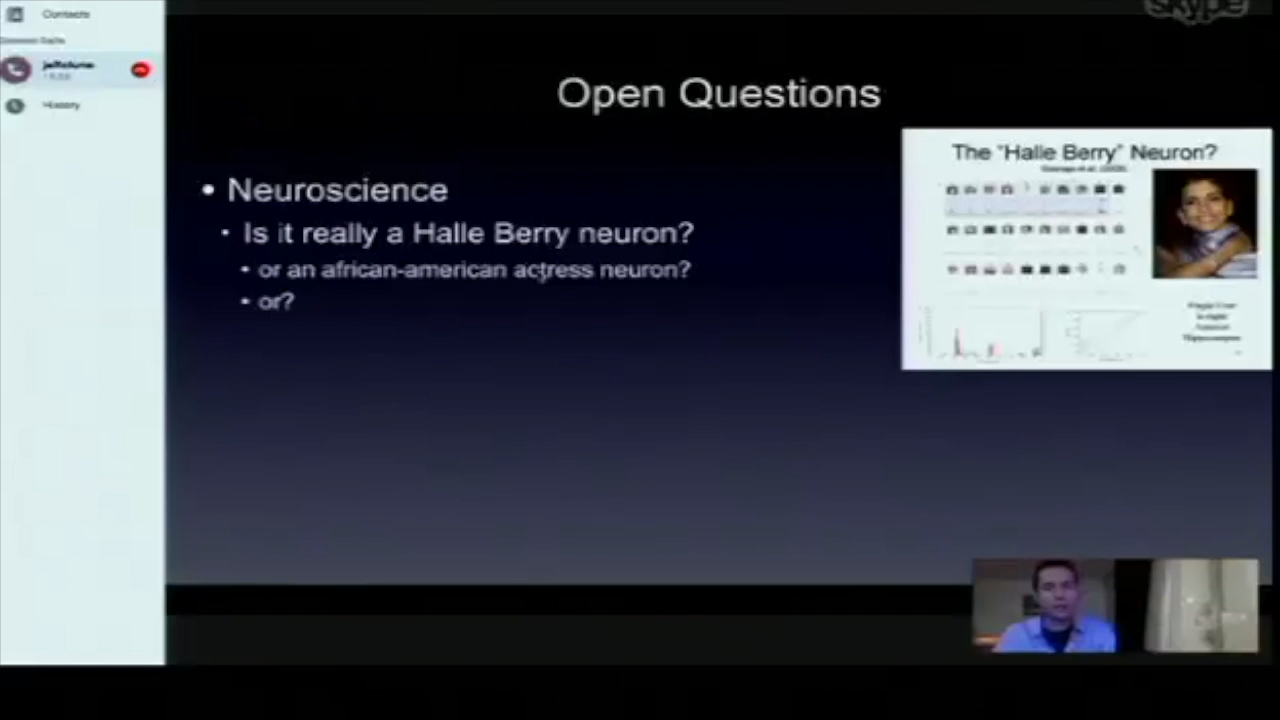 Contacts
History
skype
Open Questions
• Neuroscience
• Is it really a Halle Berry neuron?
• or an african-american actress neuron?
• or?
The "Halle Berry" Neuron?
Hippocampus